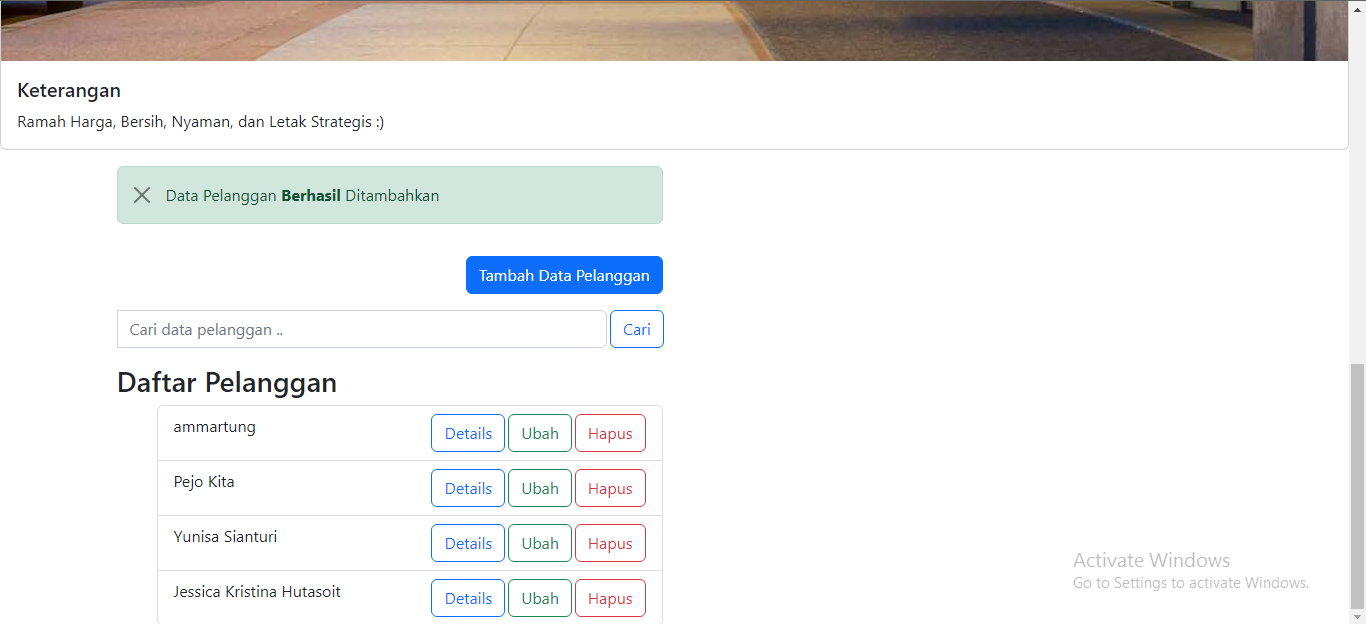 Keterangan
Ramah Harga, Bersih, Nyaman, dan Letak Strategis :)
Data Pelanggan Berhasil Ditambahkan
Tambah Data Pelanggan
Cari data pelanggan .. Cari
Daftar Pelanggan
ammartung Details Ubah Hapus
Pejo Kita Details Ubah Hapus
Yunisa Sianturi Details Ubah Hapus
Jessica Kristina Hutasoit Details Ubah Hapus
Activate Windows
Go to Settings to activate Windows.